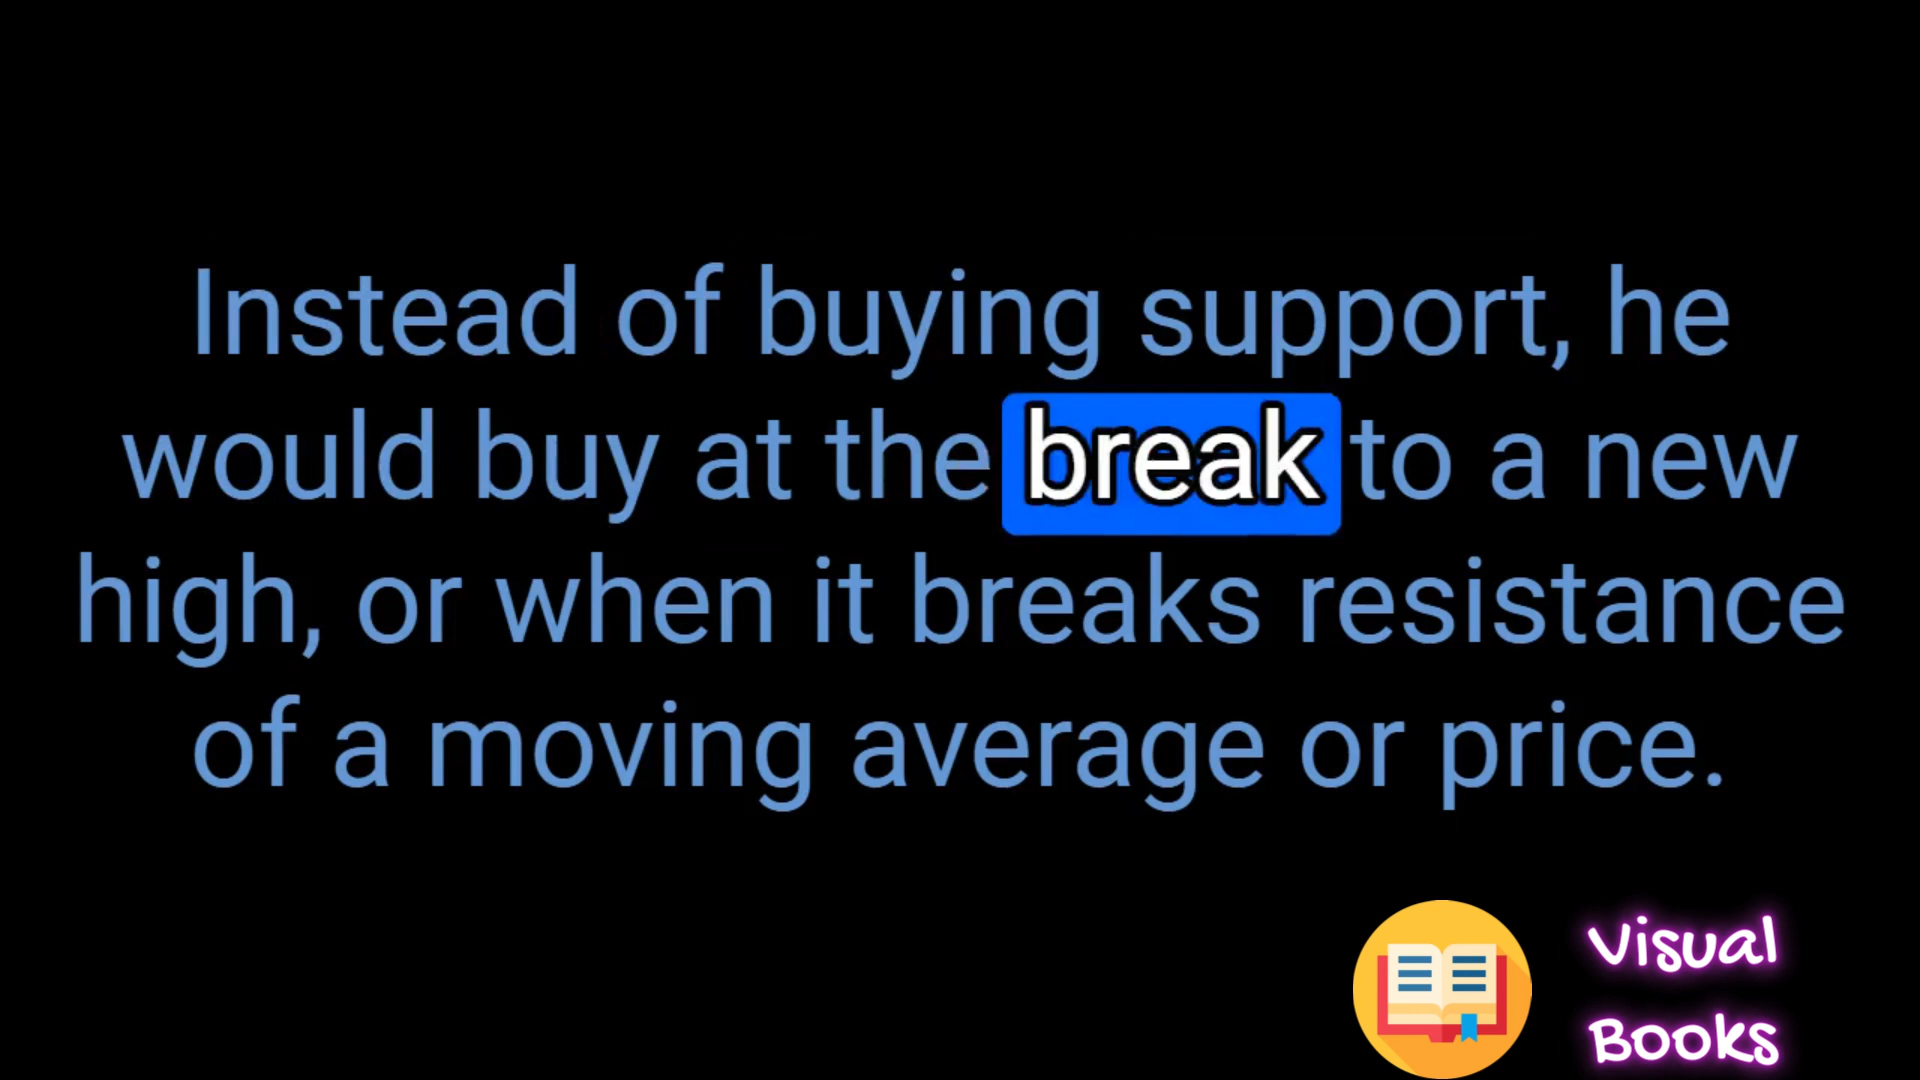 Instead of buying support, he
would buy at the break to a new
high, or when it breaks resistance
of a moving average or price.
Visual
Books